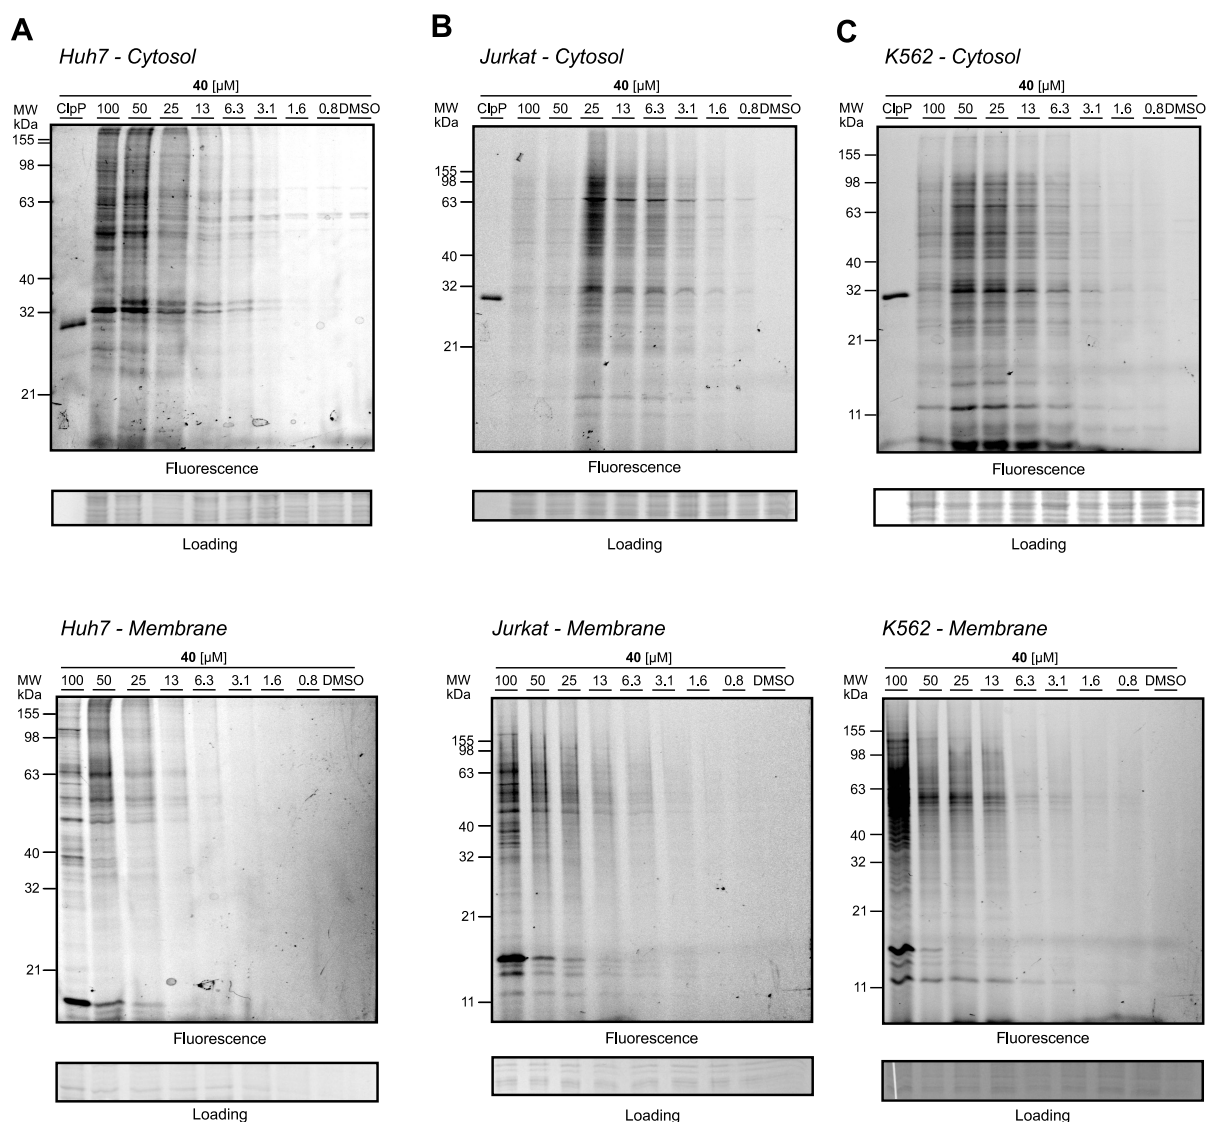 A
Huh7 - Cytosol
40 [µM]
MW
kDa
ClpP 100 50 25 13 6.3 3.1 1.6 0.8 DMSO
155
98
63
40
32
21
Fluorescence
Loading
B
Jurkat - Cytosol
40 [µM]
MW
kDa
ClpP 100 50 25 13 6.3 3.1 1.6 0.8 DMSO
155
98
63
40
32
21
Fluorescence
Loading
C
K562 - Cytosol
40 [µM]
MW
kDa
ClpP 100 50 25 13 6.3 3.1 1.6 0.8 DMSO
155
98
63
40
32
21
11
Fluorescence
Loading
Huh7 - Membrane
40 [µM]
MW
kDa
100 50 25 13 6.3 3.1 1.6 0.8 DMSO
155
98
63
40
32
21
Fluorescence
Loading
Jurkat - Membrane
40 [µM]
MW
kDa
100 50 25 13 6.3 3.1 1.6 0.8 DMSO
155
98
63
40
32
21
11
Fluorescence
Loading
K562 - Membrane
40 [µM]
MW
kDa
100 50 25 13 6.3 3.1 1.6 0.8 DMSO
155
98
63
40
32
21
11
Fluorescence
Loading